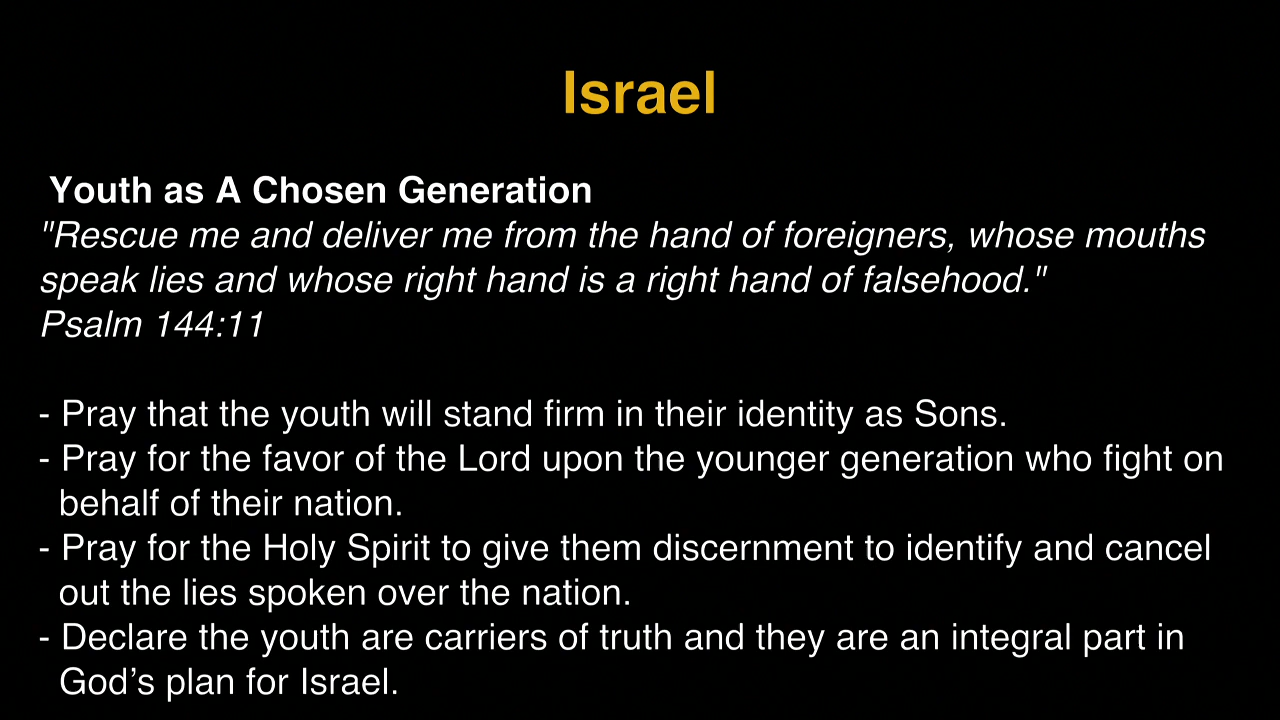 Israel
Youth as A Chosen Generation
"Rescue me and deliver me from the hand of foreigners, whose mouths
speak lies and whose right hand is a right hand of falsehood."
Psalm 144:11
- Pray that the youth will stand firm in their identity as Sons.
- Pray for the favor of the Lord upon the younger generation who fight on
behalf of their nation.
- Pray for the Holy Spirit to give them discernment to identify and cancel
out the lies spoken over the nation.
- Declare the youth are carriers of truth and they are an integral part in
God’s plan for Israel.